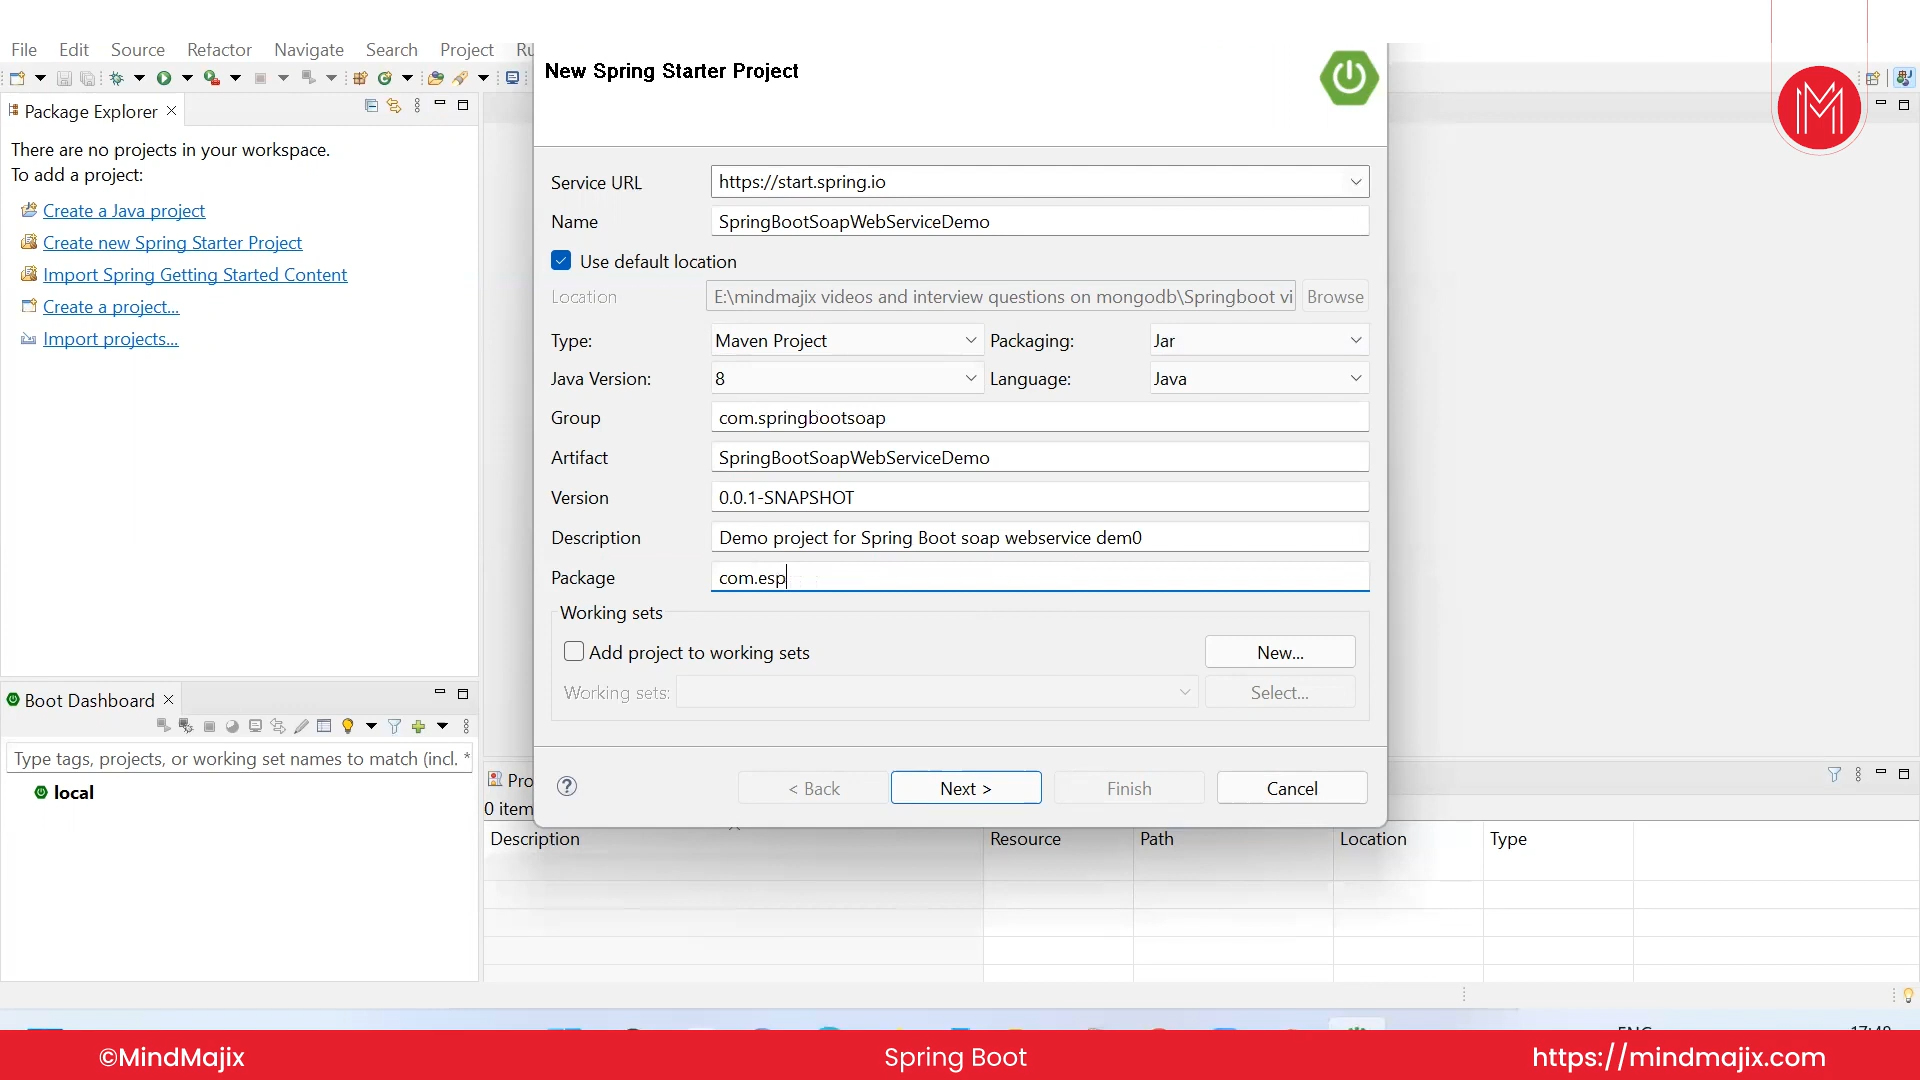 File Edit Source Refactor Navigate Search Project
New Spring Starter Project
Package Explorer
There are no projects in your workspace.
To add a project:
Create a Java project
Create new Spring Starter Project
Import Spring Getting Started Content
Create a project...
Import projects...
Service URL https://start.spring.io
Name SpringBootSoapWebServiceDemo
Use default location
Location E:\mindmajix videos and interview questions on mongodb\Springboot vi Browse
Type: Maven Project Packaging: Jar
Java Version: 8 Language: Java
Group com.springbootsoap
Artifact SpringBootSoapWebServiceDemo
Version 0.0.1-SNAPSHOT
Description Demo project for Spring Boot soap webservice dem0
Package com.esp
Working sets
Add project to working sets New...
Working sets: Select...
< Back Next > Finish Cancel
Boot Dashboard
Type tags, projects, or working set names to match (incl. *
local
Pro
0 item
Description Resource Path Location Type
©MindMajix Spring Boot https://mindmajix.com